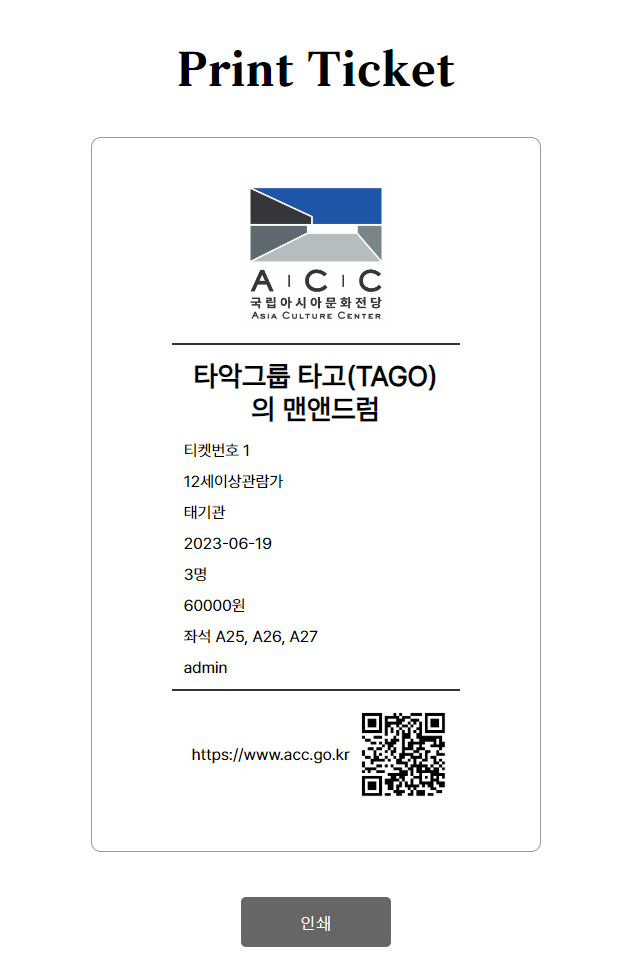 Print Ticket
A C C
국립아시아문화전당
ASIA CULTURE CENTER
타악그룹 타고(TAGO)
의 맨앤드럼
티켓번호 1
12세이상관람가
태기관
2023-06-19
3명
60000원
좌석 A25, A26, A27
admin
https://www.acc.go.kr
인쇄